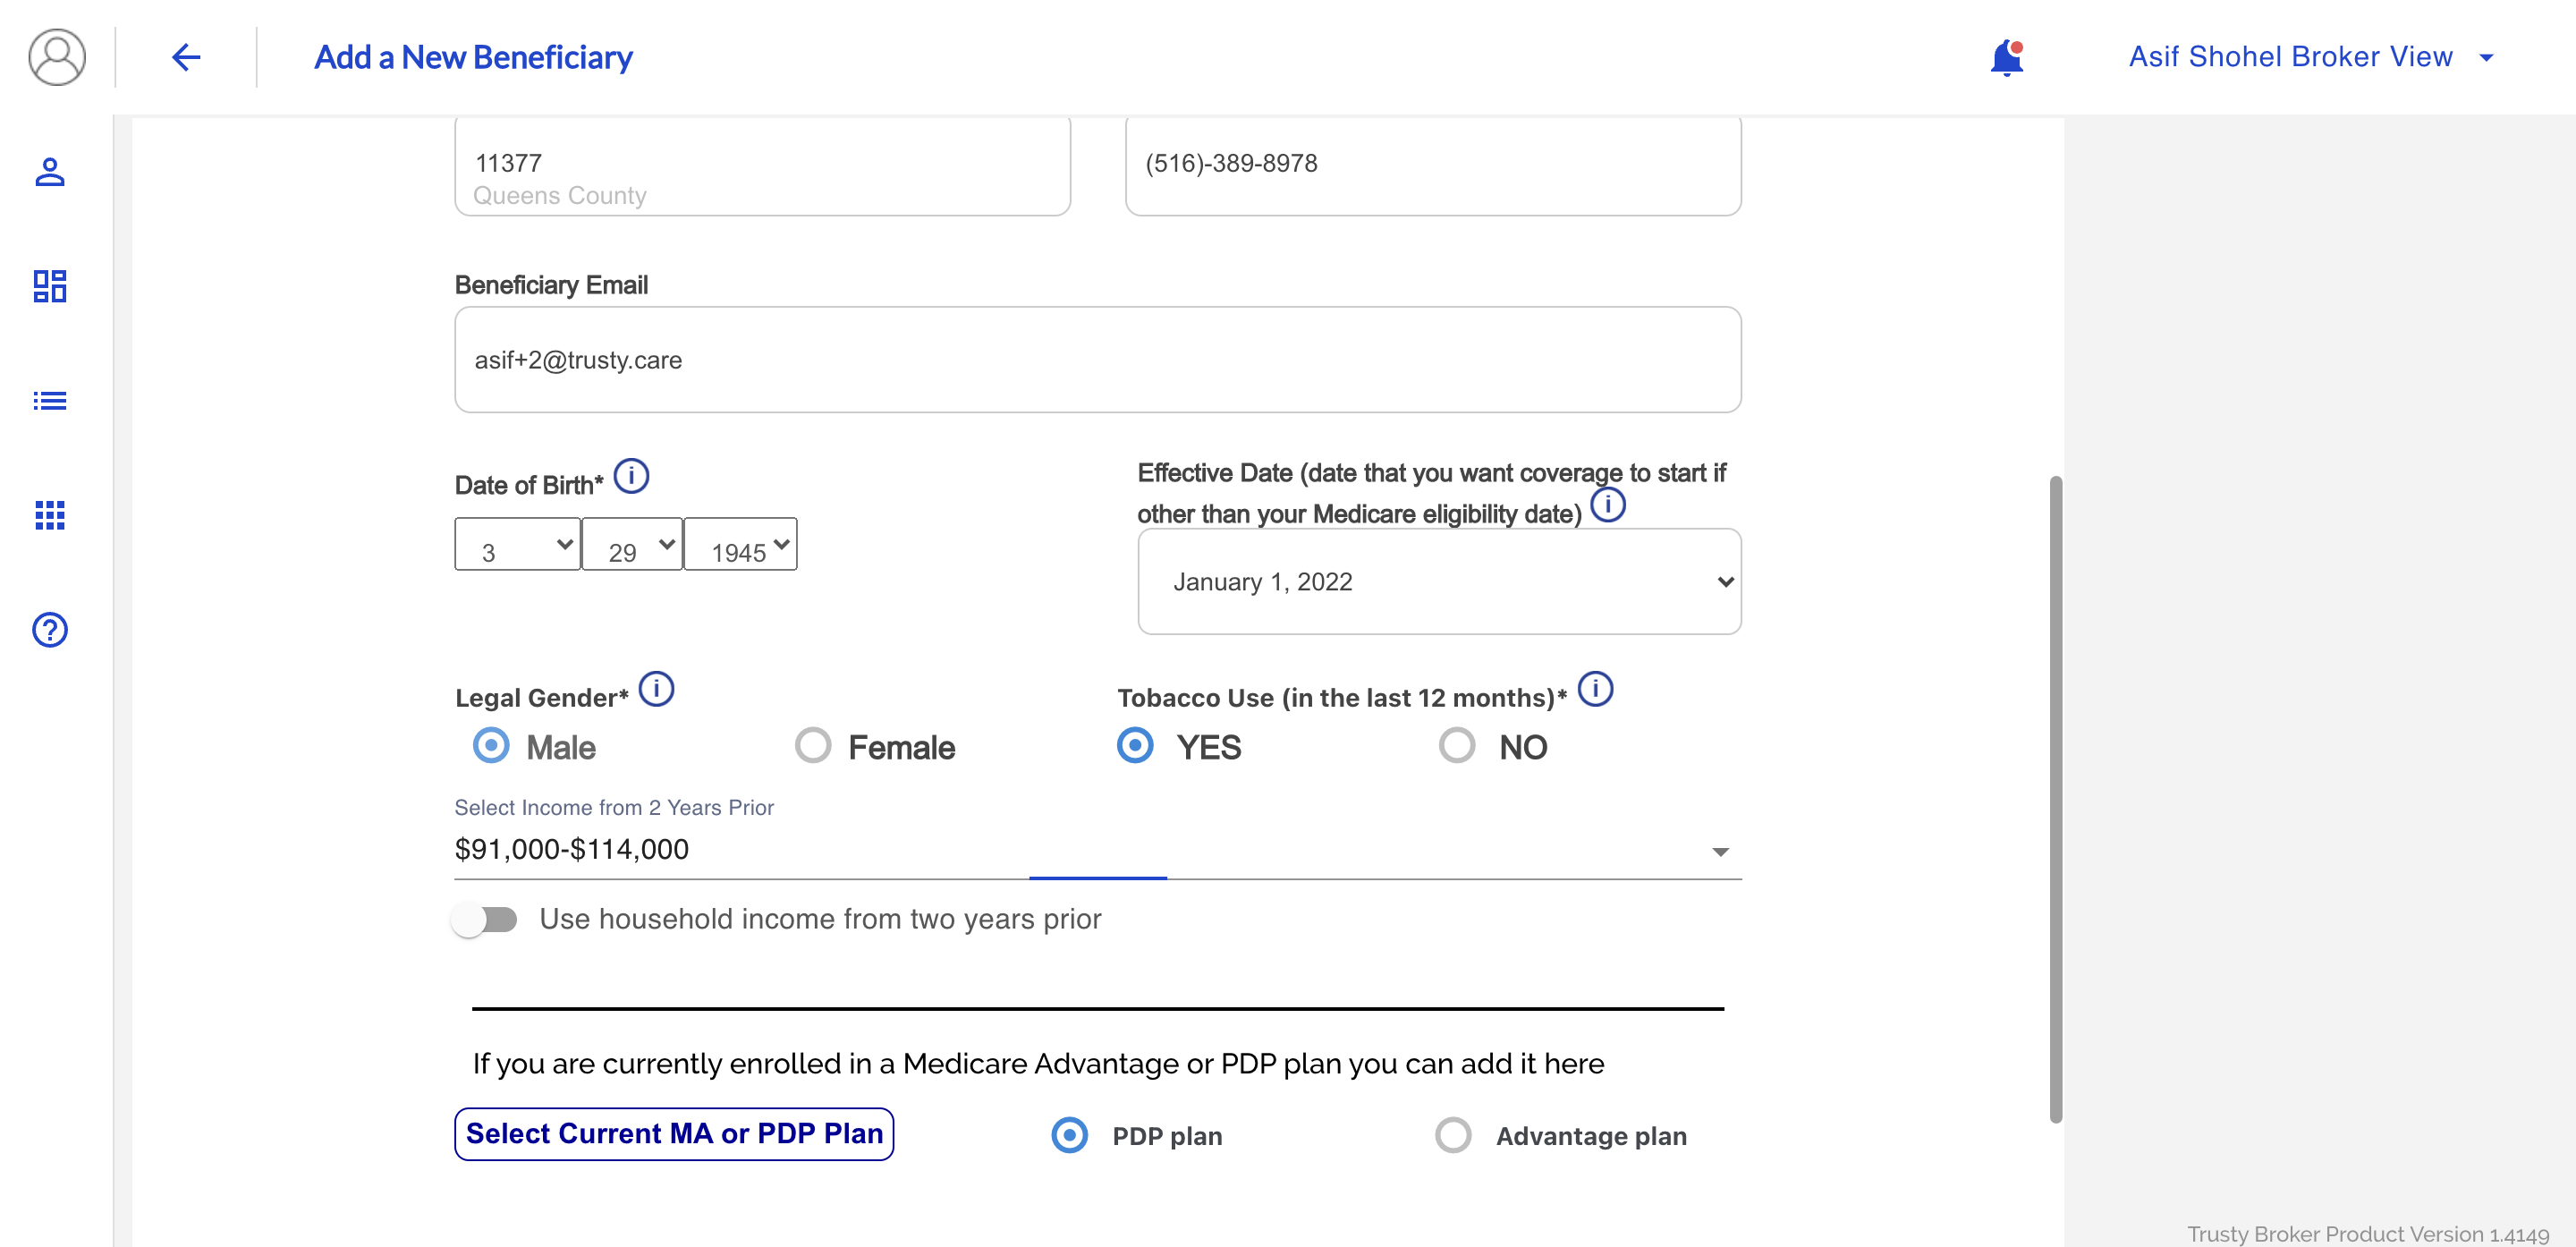 Add a New Beneficiary
Asif Shohel Broker View
11377
Queens County
(516)-389-8978
Beneficiary Email
asif+2@trusty.care
Date of Birth*
3
29
1945
Effective Date (date that you want coverage to start if
other than your Medicare eligibility date)
January 1, 2022
Legal Gender*
Male
Female
Tobacco Use (in the last 12 months)*
YES
NO
Select Income from 2 Years Prior
$91,000-$114,000
Use household income from two years prior
If you are currently enrolled in a Medicare Advantage or PDP plan you can add it here
Select Current MA or PDP Plan
PDP plan
Advantage plan
Trusty Broker Product Version 1.4149